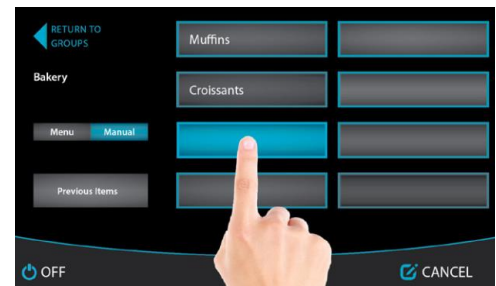 RETURN TO
GROUPS
Muffins
Bakery
Croissants
Menu Manual
Previous Items
OFF
CANCEL